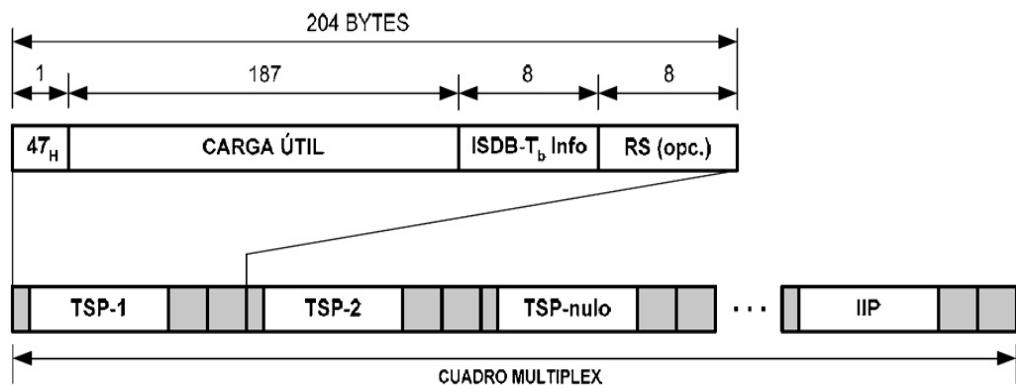 204 BYTES
1 187 8 8
47H CARGA ÚTIL ISDB-Tb Info RS (opc.)
TSP-1 TSP-2 TSP-nulo ... IIP
CUADRO MULTIPLEX